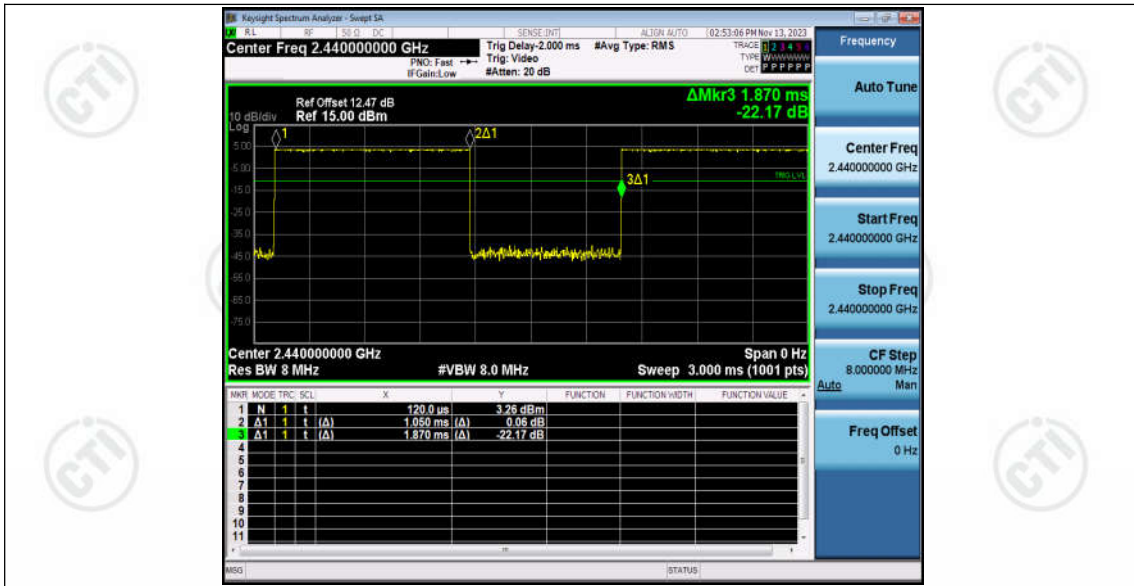 Keysight Spectrum Analyzer - Swept SA
RL RF 50 Ω DC SENSE:INT ALIGN AUTO 02:53:06 PM Nov 13, 2023
Center Freq 2.440000000 GHz
PNO: Fast
IFGain:Low
Trig Delay-2.000 ms
Trig: Video
#Atten: 20 dB
#Avg Type: RMS
TRACE 1 2 3 4 5 6
TYPE WWWWWW
DET P P P P P P
Frequency
Auto Tune
Center Freq
2.440000000 GHz
Start Freq
2.440000000 GHz
Stop Freq
2.440000000 GHz
CF Step
8.000000 MHz
Auto Man
Freq Offset
0 Hz
ΔMkr3 1.870 ms
-22.17 dB
Ref Offset 12.47 dB
10 dB/div Ref 15.00 dBm
Log
1
2Δ1
5.00
-5.00
TRIG LVL
3Δ1
-15.0
-25.0
-35.0
-45.0
-55.0
-65.0
-75.0
Center 2.440000000 GHz Span 0 Hz
Res BW 8 MHz #VBW 8.0 MHz Sweep 3.000 ms (1001 pts)
MKR MODE TRC SCL X Y FUNCTION FUNCTION WIDTH FUNCTION VALUE
1 N 1 t 120.0 µs 3.26 dBm
2 Δ1 1 t (Δ) 1.050 ms (Δ) 0.06 dB
3 Δ1 1 t (Δ) 1.870 ms (Δ) -22.17 dB
4
5
6
7
8
9
10
11
MSG STATUS
CTI
CTI
CTI
CTI